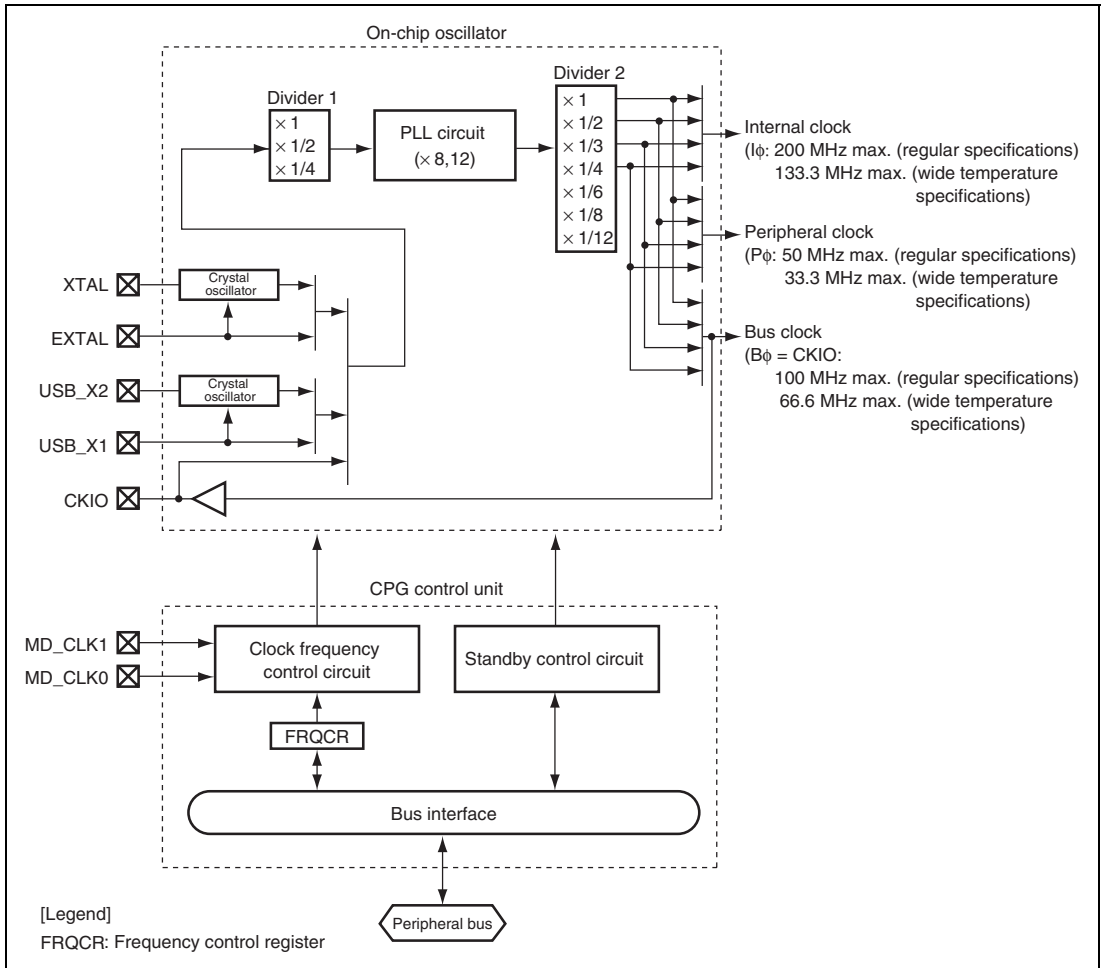 On-chip oscillator
Divider 1
× 1
× 1/2
× 1/4
PLL circuit
(× 8,12)
Divider 2
× 1
× 1/2
× 1/3
× 1/4
× 1/6
× 1/8
× 1/12
Internal clock
(Iφ: 200 MHz max. (regular specifications)
133.3 MHz max. (wide temperature
specifications)
Peripheral clock
(Pφ: 50 MHz max. (regular specifications)
33.3 MHz max. (wide temperature
specifications)
Bus clock
(Bφ = CKIO:
100 MHz max. (regular specifications)
66.6 MHz max. (wide temperature
specifications)
XTAL
Crystal
oscillator
EXTAL
USB_X2
Crystal
oscillator
USB_X1
CKIO
CPG control unit
MD_CLK1
MD_CLK0
Clock frequency
control circuit
Standby control circuit
FRQCR
Bus interface
Peripheral bus
[Legend]
FRQCR: Frequency control register